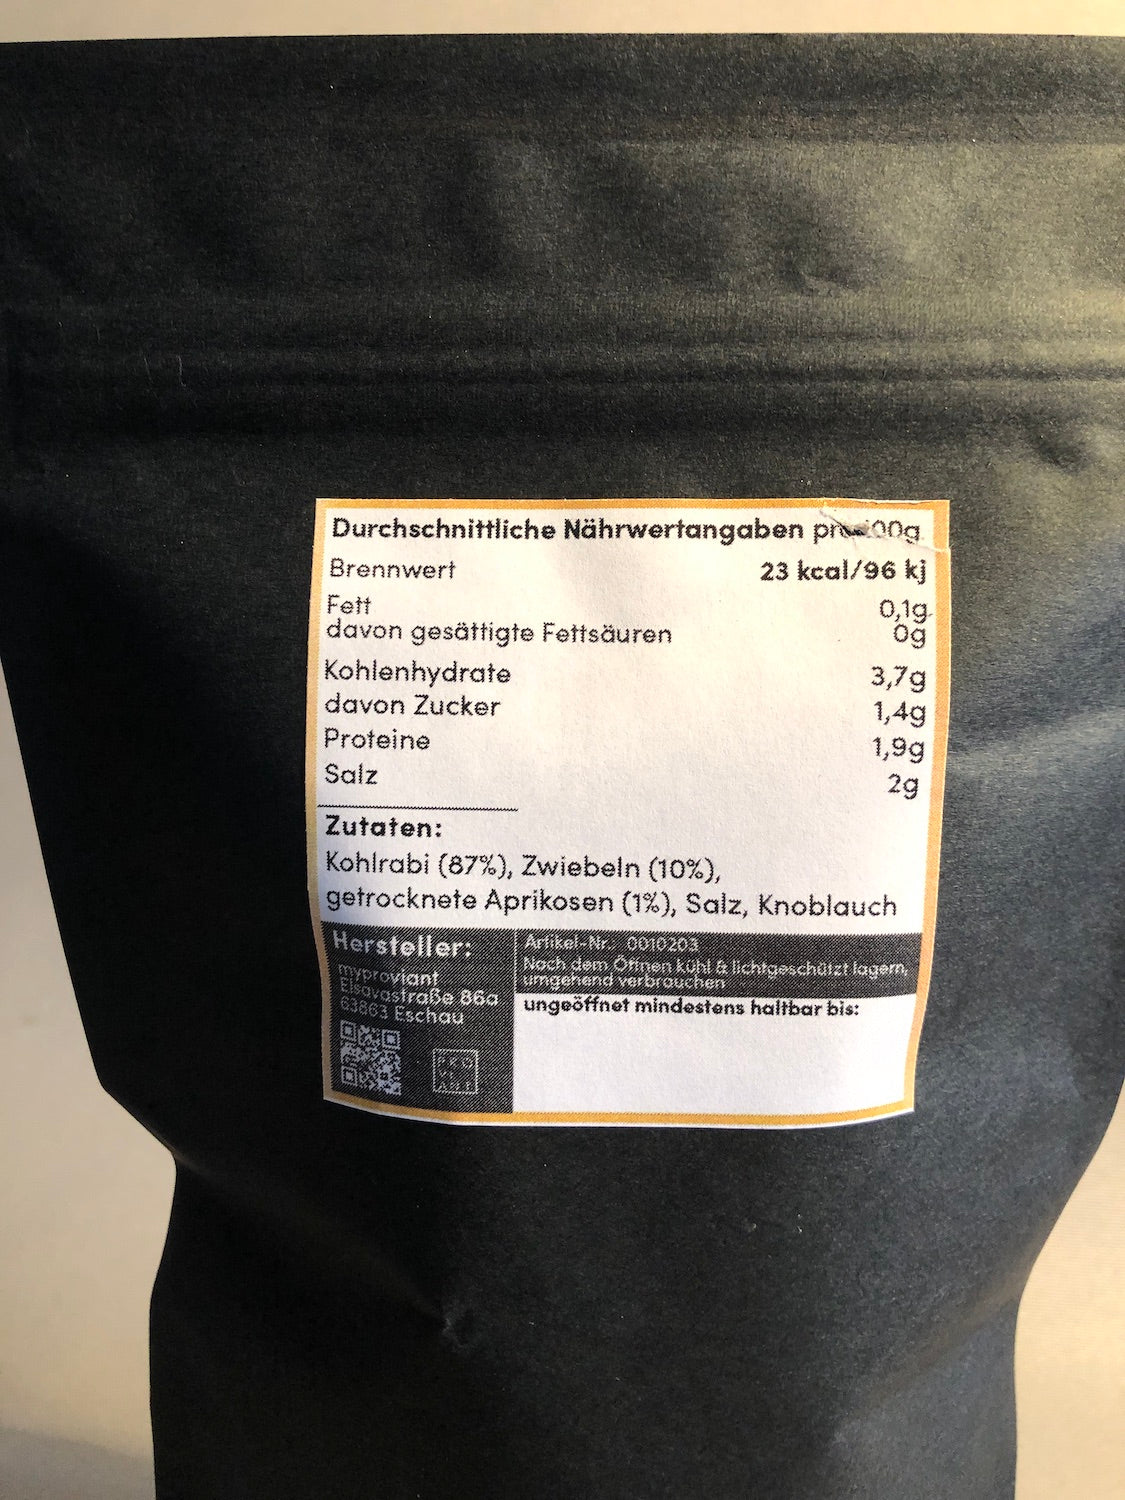 Durchschnittliche Nährwertangaben pro 100g
Brennwert 23 kcal/96 kj
Fett 0,1g
davon gesättigte Fettsäuren 0g
Kohlenhydrate 3,7g
davon Zucker 1,4g
Proteine 1,9g
Salz 2g
Zutaten:
Kohlrabi (87%), Zwiebeln (10%),
getrocknete Aprikosen (1%), Salz, Knoblauch
Hersteller:
myproviant
Elsavastraße 86a
63863 Eschau
Artikel-Nr.: 0010203
Nach dem Öffnen kühl & lichtgeschützt lagern,
umgehend verbrauchen
ungeöffnet mindestens haltbar bis: